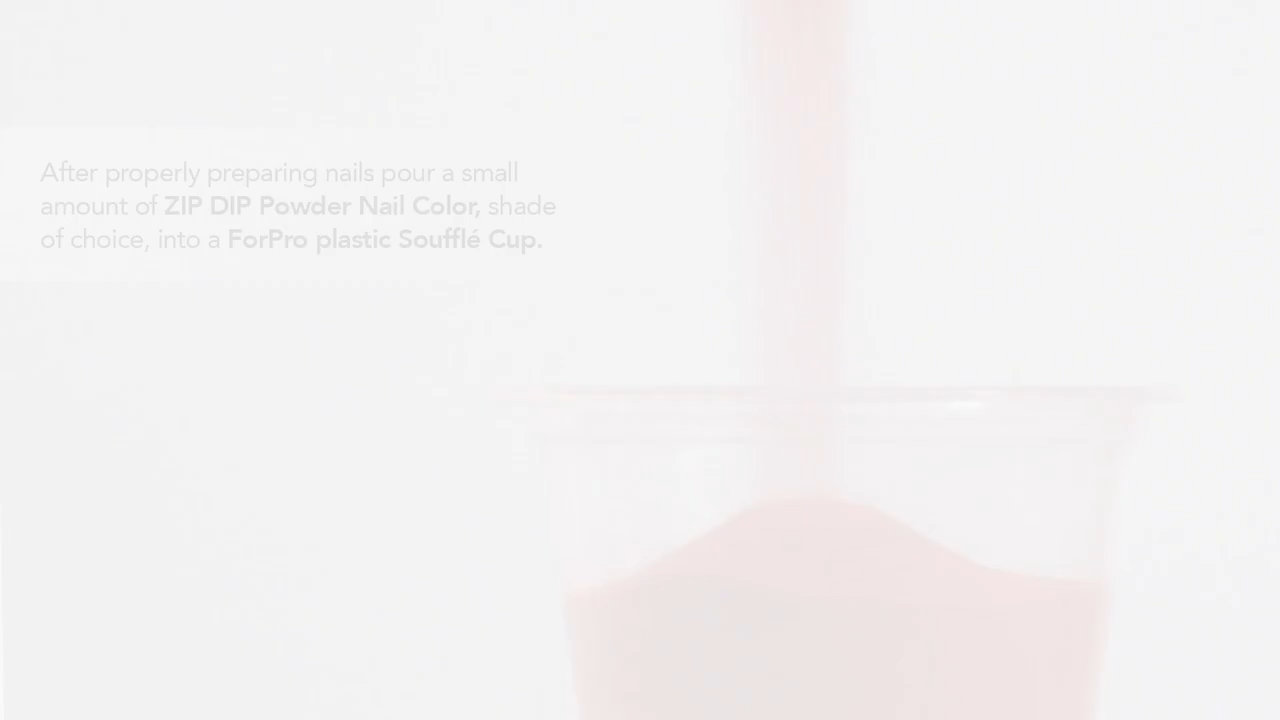 After properly preparing nails pour a small
amount of ZIP DIP Powder Nail Color, shade
of choice, into a ForPro plastic Soufflé Cup.